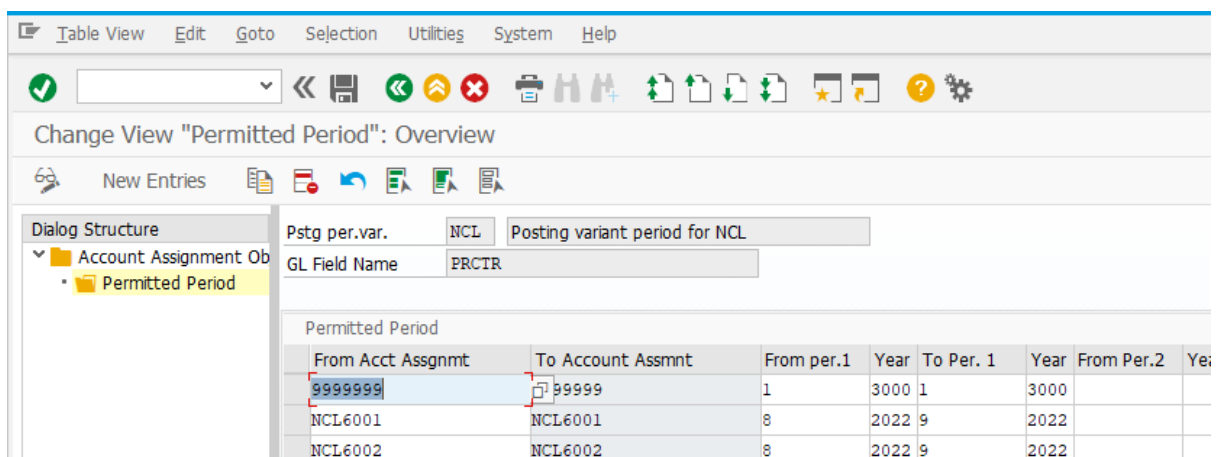 Table View Edit Goto Selection Utilities System Help
Change View "Permitted Period": Overview
New Entries
Dialog Structure
Account Assignment Ob
Permitted Period
Pstg per.var. NCL Posting variant period for NCL
GL Field Name PRCTR
Permitted Period
From Acct Assgnmt To Account Assmnt From per.1 Year To Per. 1 Year From Per.2 Yea
9999999 99999 1 3000 1 3000
NCL6001 NCL6001 8 2022 9 2022
NCL6002 NCL6002 8 2022 9 2022